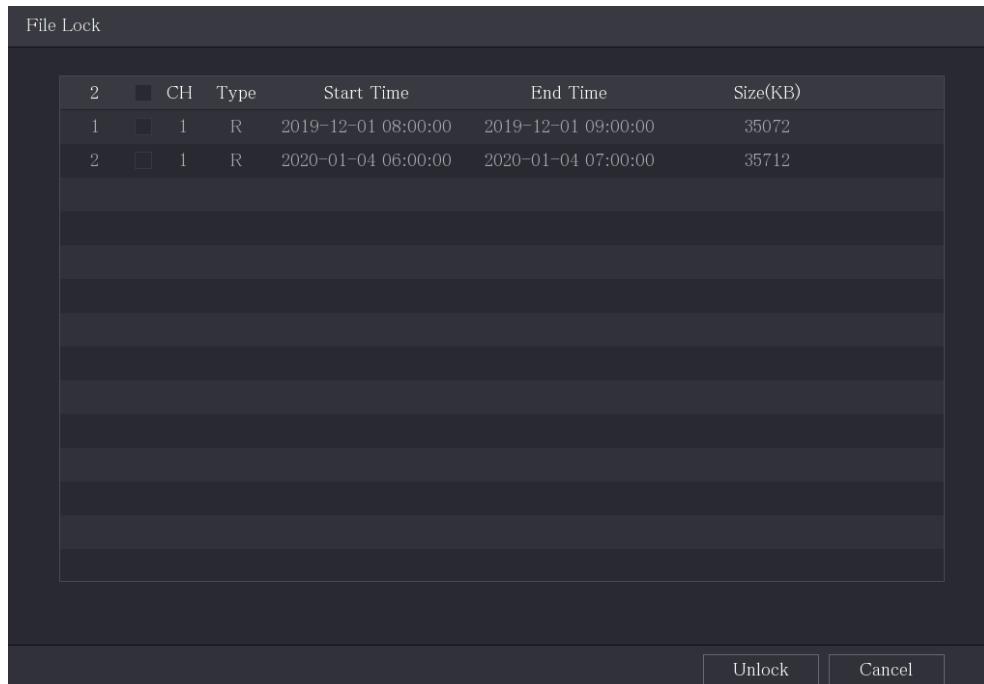 File Lock
2 CH Type Start Time End Time Size(KB)
1 1 R 2019-12-01 08:00:00 2019-12-01 09:00:00 35072
2 1 R 2020-01-04 06:00:00 2020-01-04 07:00:00 35712
Unlock Cancel